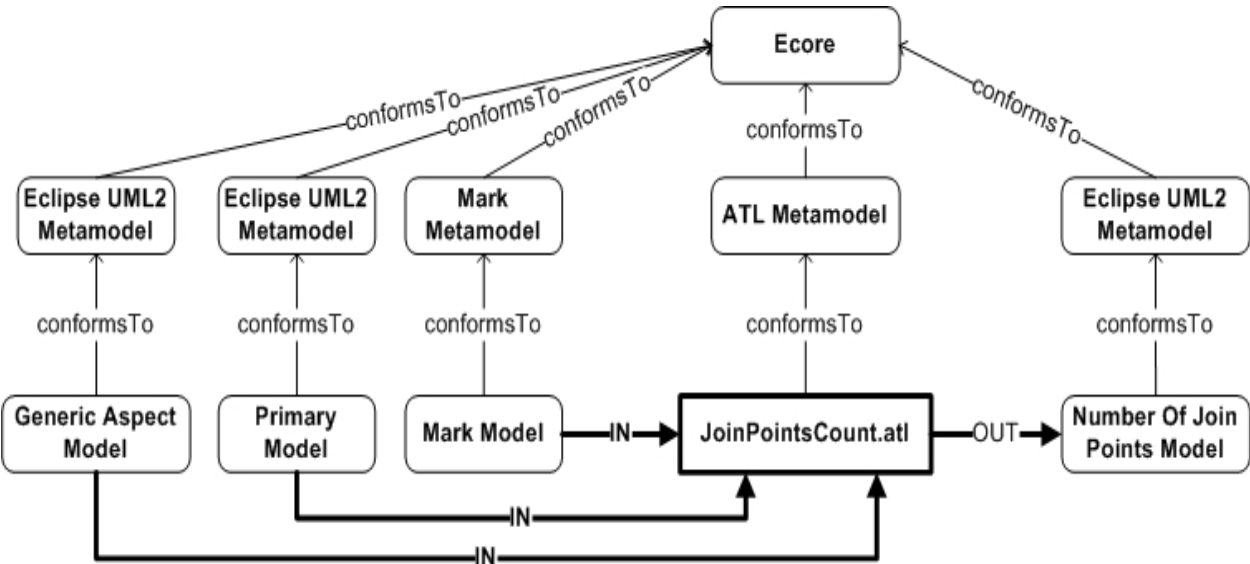 Ecore
conformsTo
conformsTo
conformsTo
conformsTo
conformsTo
Eclipse UML2
Metamodel
Eclipse UML2
Metamodel
Mark
Metamodel
ATL Metamodel
Eclipse UML2
Metamodel
conformsTo
conformsTo
conformsTo
conformsTo
conformsTo
Generic Aspect
Model
Primary
Model
Mark Model
IN
JoinPointsCount.atl
OUT
Number Of Join
Points Model
IN
IN